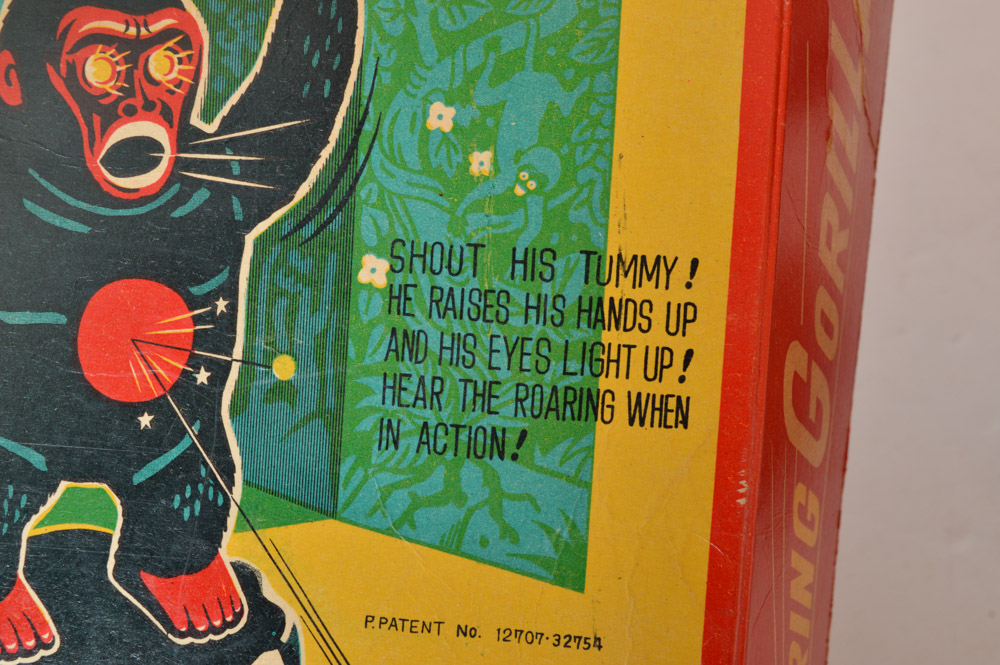 SHOUT HIS TUMMY!
HE RAISES HIS HANDS UP
AND HIS EYES LIGHT UP!
HEAR THE ROARING WHEN
IN ACTION!
P.PATENT No. 12707·32754
RING GORILL